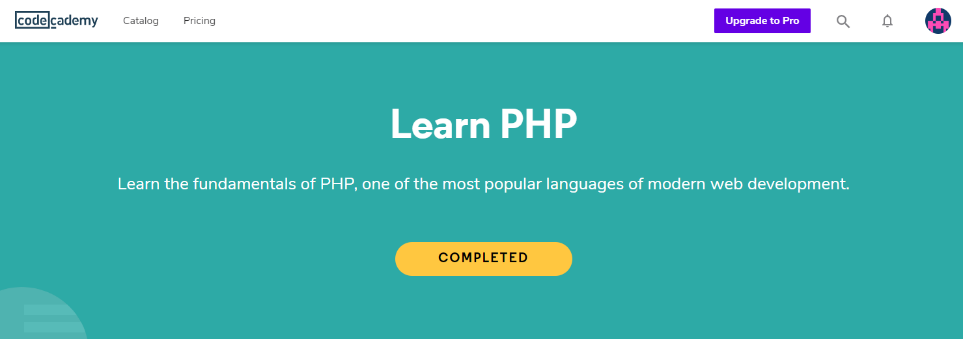 codecademy Catalog Pricing Upgrade to Pro
Learn PHP
Learn the fundamentals of PHP, one of the most popular languages of modern web development.
COMPLETED